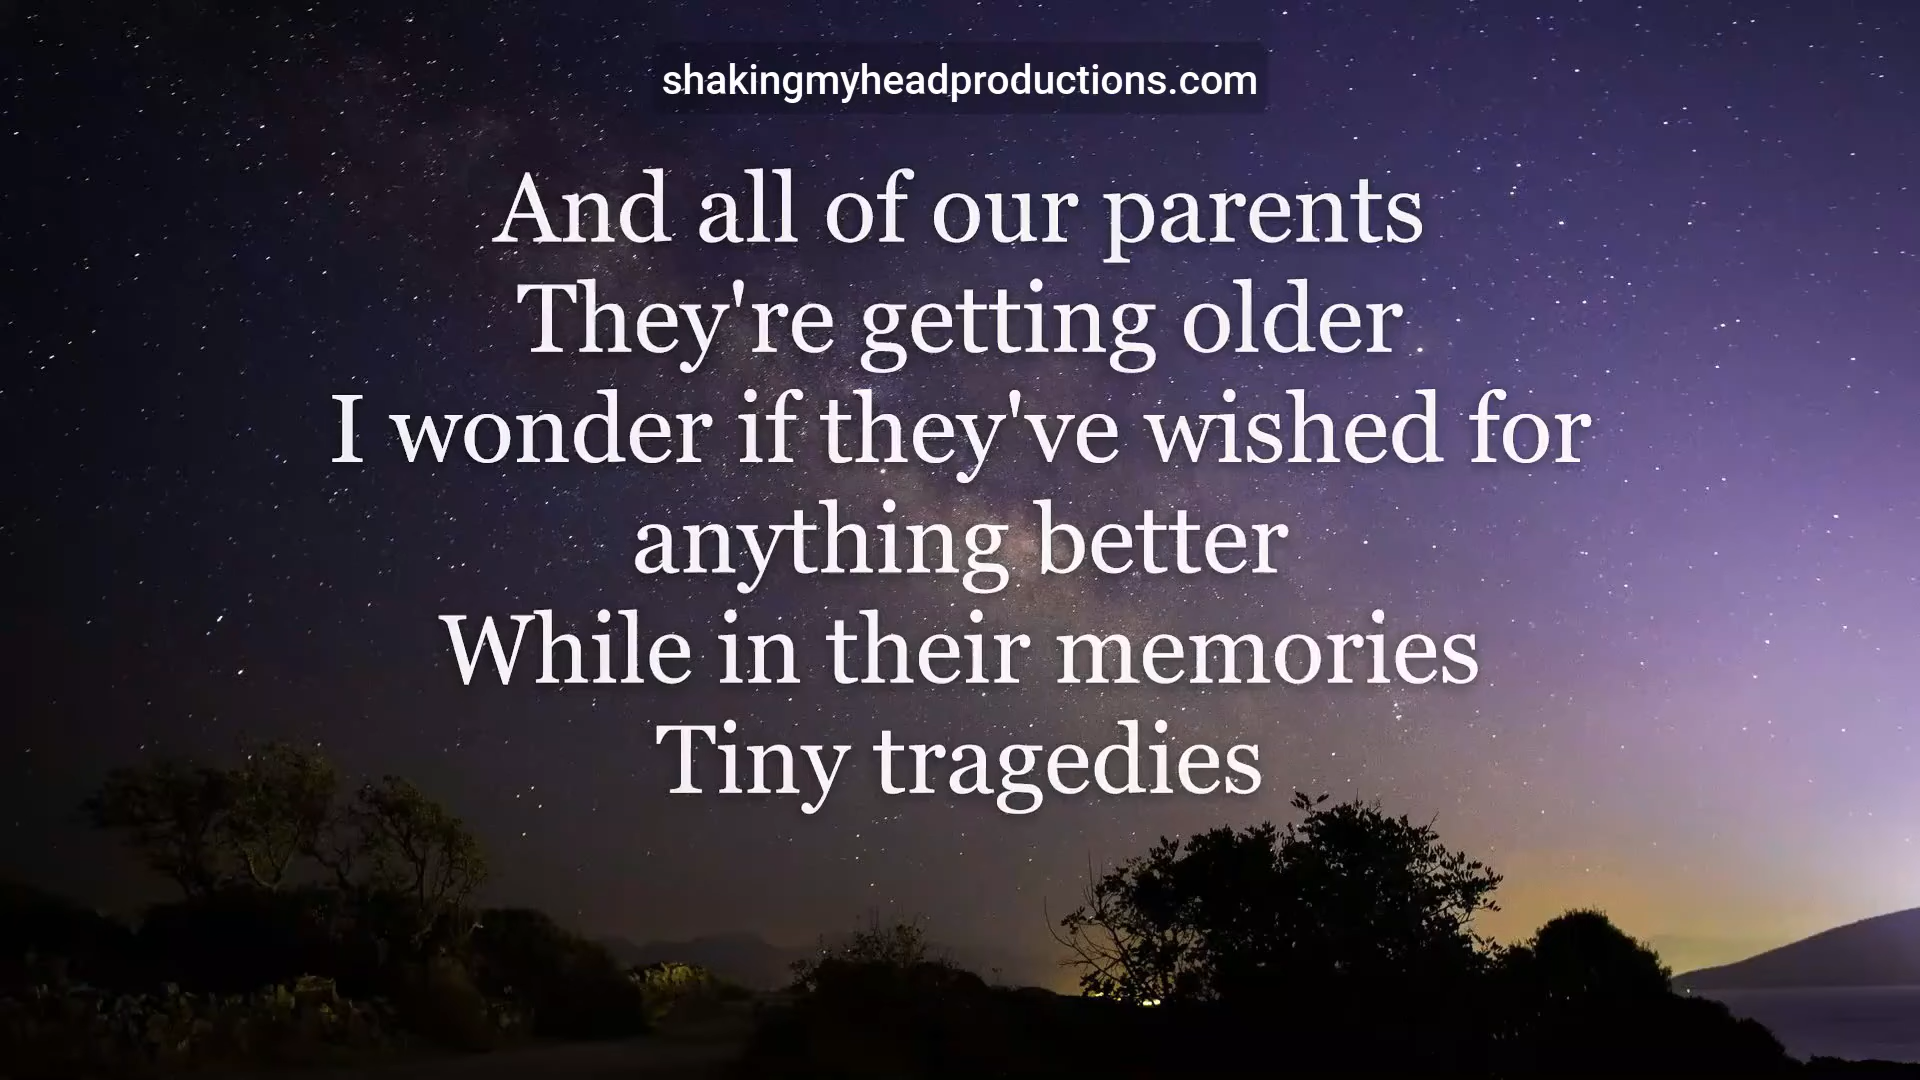 shakingmyheadproductions.com
And all of our parents
They're getting older
I wonder if they've wished for
anything better
While in their memories
Tiny tragedies